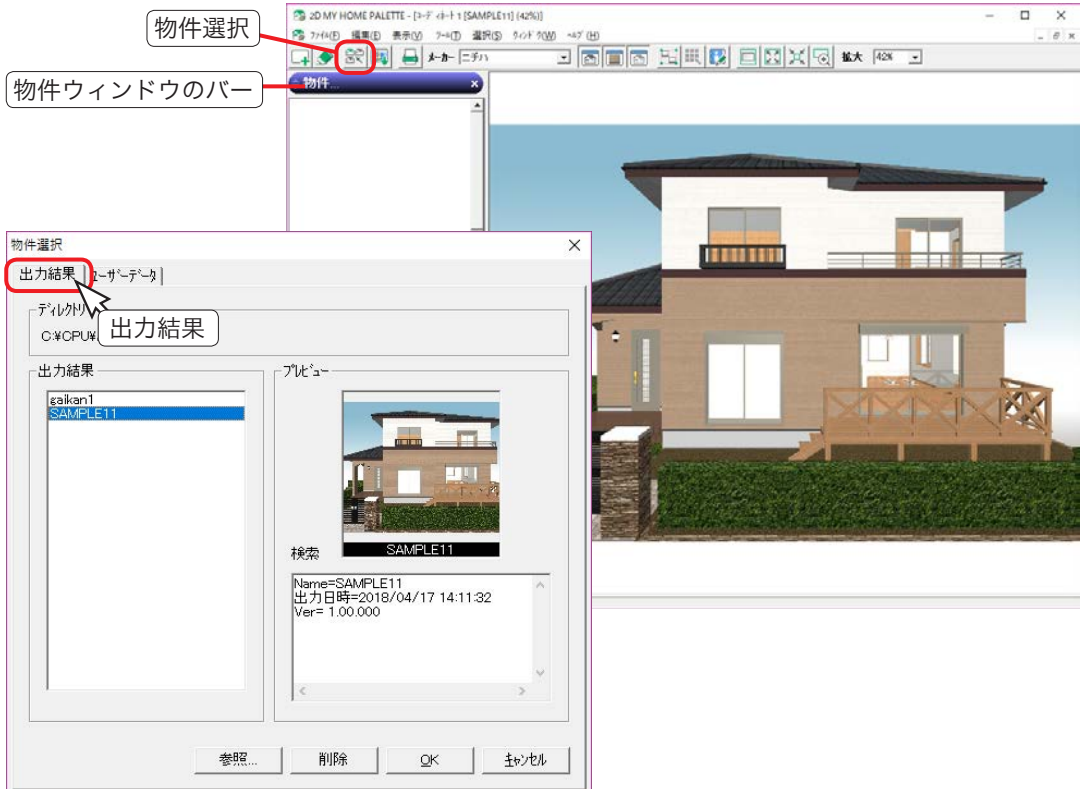 物件選択
物件ウィンドウのバー
2D MY HOME PALETTE - [ｺｰﾃﾞｨﾈｰﾄ 1 [SAMPLE11] (42%)]
ﾌｧｲﾙ(F) 編集(E) 表示(V) ﾂｰﾙ(T) 選択(S) ｳｨﾝﾄﾞｳ(W) ﾍﾙﾌﾟ(H)
ﾒｰｶｰ ニチハ 拡大 42%
物件...
物件選択
出力結果 ﾕｰｻﾞｰﾃﾞｰﾀ
ﾃﾞｨﾚｸﾄﾘ
C:¥CPU¥
出力結果
出力結果
gaikan1
SAMPLE11
ﾌﾟﾚﾋﾞｭｰ
SAMPLE11
検索
Name=SAMPLE11
出力日時=2018/04/17 14:11:32
Ver= 1.00.000
参照... 削除 OK ｷｬﾝｾﾙ